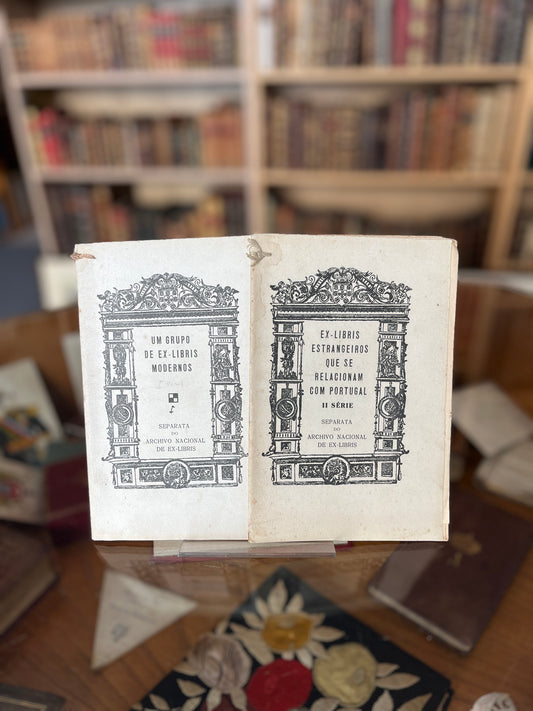 UM GRUPO
DE EX-LIBRIS
MODERNOS
SEPARATA
DO
ARCHIVO NACIONAL
DE EX-LIBRIS
EX-LIBRIS
ESTRANGEIROS
QUE SE
RELACIONAM
COM PORTUGAL
II SÉRIE
SEPARATA
DO
ARCHIVO NACIONAL
DE EX-LIBRIS